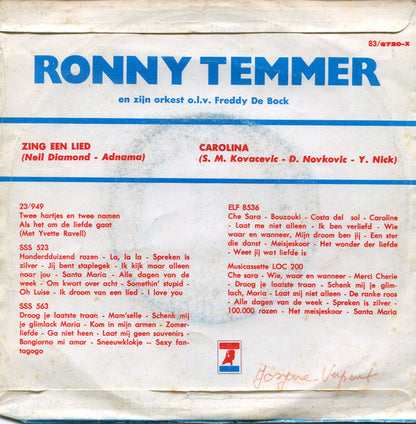 83/6720-X
RONNY TEMMER
en zijn orkest o.l.v. Freddy De Bock
ZING EEN LIED
(Neil Diamond - Adnama)
CAROLINA
(S. M. Kovacevic - D. Novkovic - Y. Nick)
23/949
Twee hartjes en twee namen
Als het om de liefde gaat
(Met Yvette Ravell)
SSS 523
Honderdduizend rozen - La, la, la - Spreken is
zilver - Jij bent staplegek - Ik kijk maar alleen
naar jou - Santa Maria - Alle dagen van de
week - Om kwart over acht - Somethin' stupid -
Oh Luise - Ik droom van een lied - I love you
SSS 563
Droog je laatste traan - Mam'selle - Schenk mij
je glimlach Maria - Kom in mijn armen - Zomer-
liefde - Ga niet heen - Laat mij geen souvenirs -
Bongiorno mi amor - Sneeuwklokje -- Sexy fan-
tagogo
ELF 8536
Che Sara - Bouzouki - Costa del sol - Caroline
- Laat me niet alleen - Ik ben verliefd - Wie
waar en wanneer, Mijn droom ben jij - Een ster
die danst - Meisjeskoor - Het wonder der liefde
- Weet jij wat liefde is
Musicassette LOC 200
Che sara - Wie, waar en wanneer - Merci Cherie
- Droog je laatste traan - Schenk mij je glim-
lach, Maria - Laat mij niet alleen - De ranke roos
- Alle dagen van de week - Spreken is zilver -
100.000 rozen - Het meisjeskoor - Santa Maria